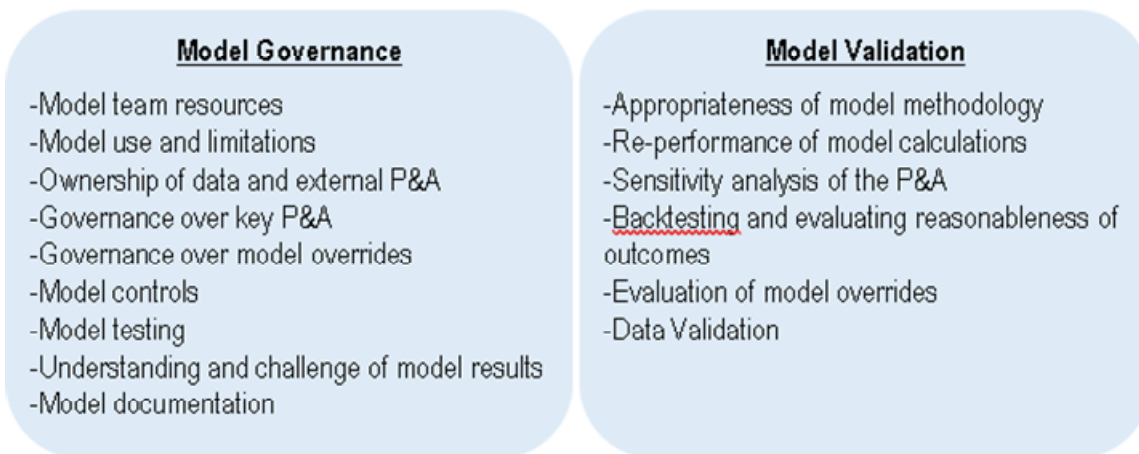 Model Governance
-Model team resources
-Model use and limitations
-Ownership of data and external P&A
-Governance over key P&A
-Governance over model overrides
-Model controls
-Model testing
-Understanding and challenge of model results
-Model documentation
Model Validation
-Appropriateness of model methodology
-Re-performance of model calculations
-Sensitivity analysis of the P&A
-Backtesting and evaluating reasonableness of
outcomes
-Evaluation of model overrides
-Data Validation